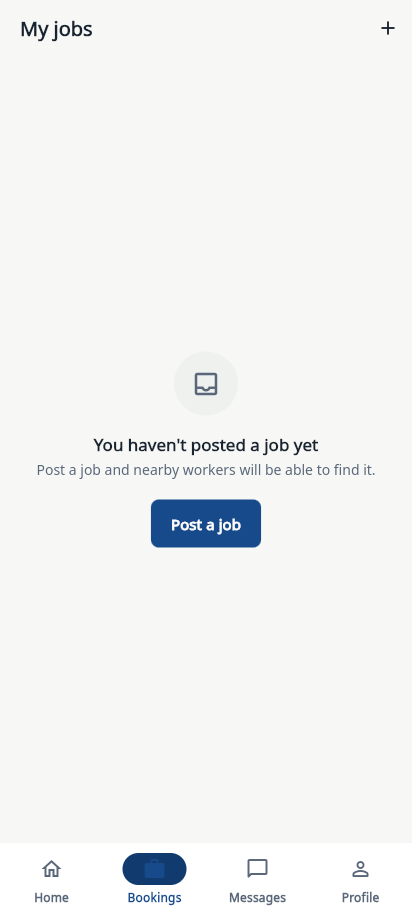 My jobs
You haven't posted a job yet
Post a job and nearby workers will be able to find it.
Post a job
Home
Bookings
Messages
Profile